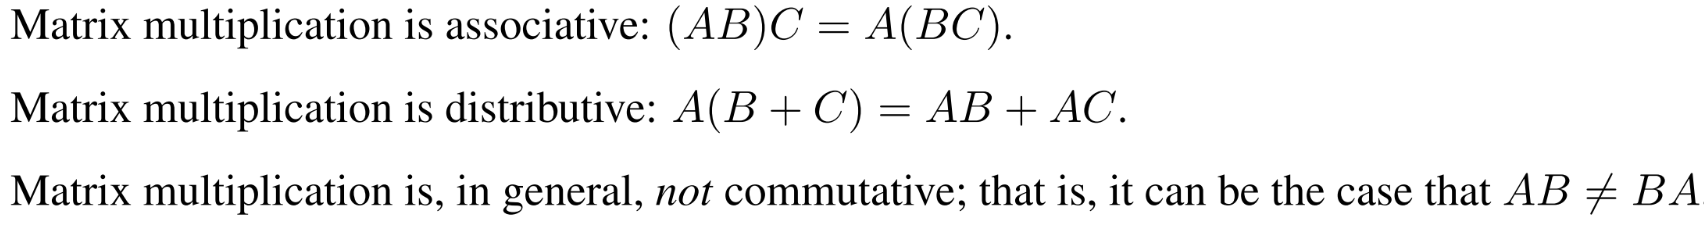 Matrix multiplication is associative: (AB)C = A(BC).
Matrix multiplication is distributive: A(B + C) = AB + AC.
Matrix multiplication is, in general, not commutative; that is, it can be the case that AB ≠ BA.